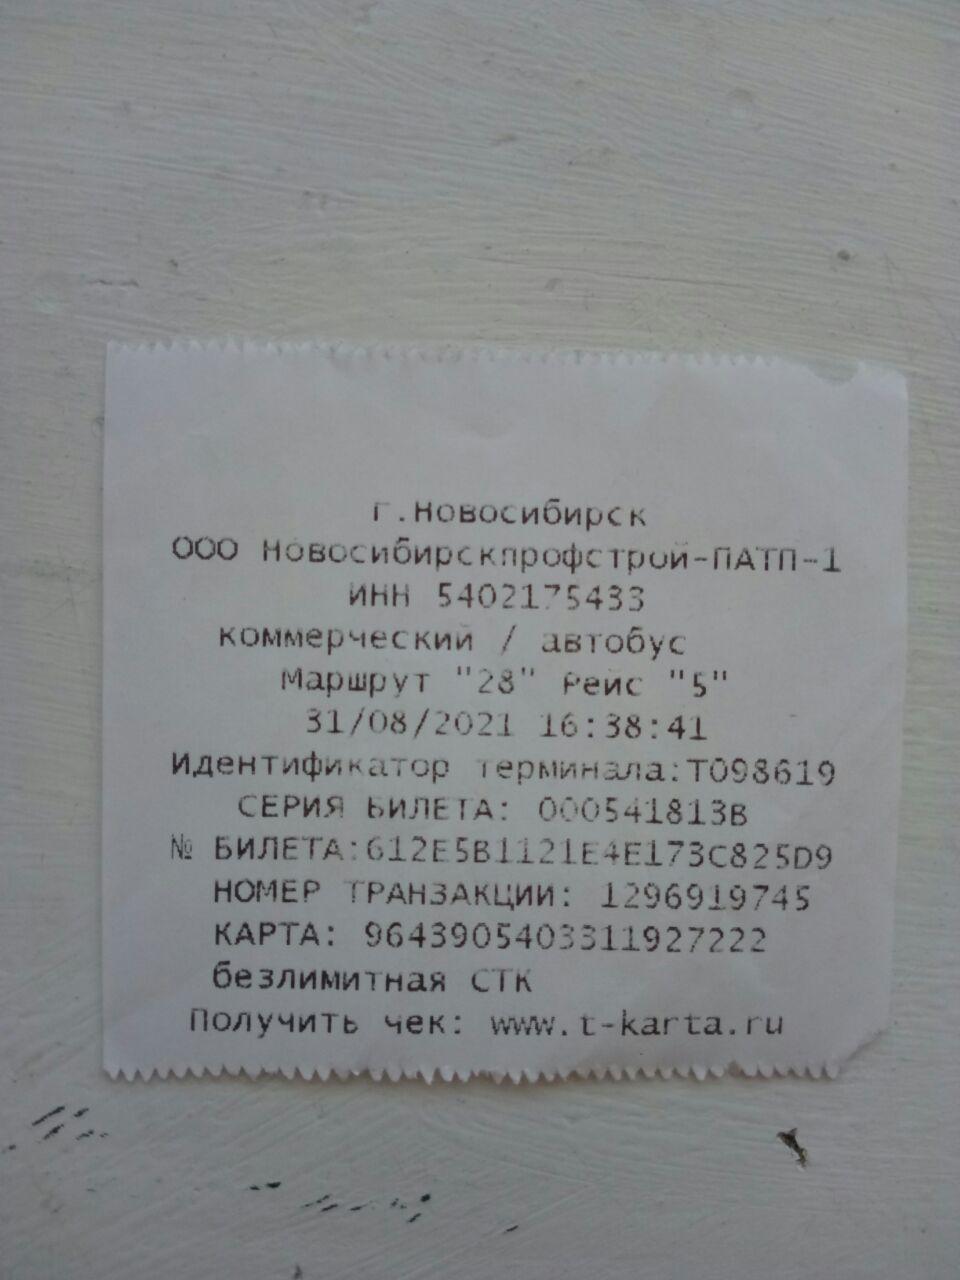 г.Новосибирск
ООО Новосибирскпрофстрой-ПАТП-1
ИНН 5402175433
коммерческий / автобус
Маршрут "28" Рейс "5"
31/08/2021 16:38:41
Идентификатор терминала:Т098619
СЕРИЯ БИЛЕТА: 000541813В
№ БИЛЕТА:612E5B1121E4E173C825D9
НОМЕР ТРАНЗАКЦИИ: 1296919745
КАРТА: 9643905403311927222
безлимитная СТК
Получить чек: www.t-karta.ru